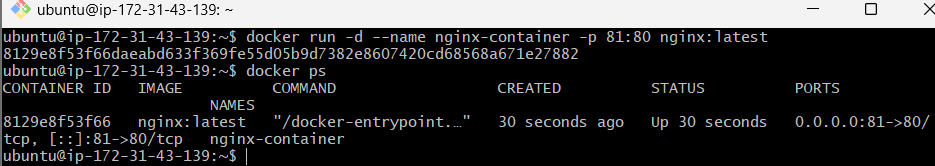 ubuntu@ip-172-31-43-139: ~
ubuntu@ip-172-31-43-139:~$ docker run -d --name nginx-container -p 81:80 nginx:latest
8129e8f53f66daeabd633f369fe55d05b9d7382e8607420cd68568a671e27882
ubuntu@ip-172-31-43-139:~$ docker ps
CONTAINER ID   IMAGE          COMMAND                  CREATED          STATUS          PORTS
                         NAMES
8129e8f53f66   nginx:latest   "/docker-entrypoint.…"   30 seconds ago   Up 30 seconds   0.0.0.0:81->80/
tcp, [::]:81->80/tcp   nginx-container
ubuntu@ip-172-31-43-139:~$